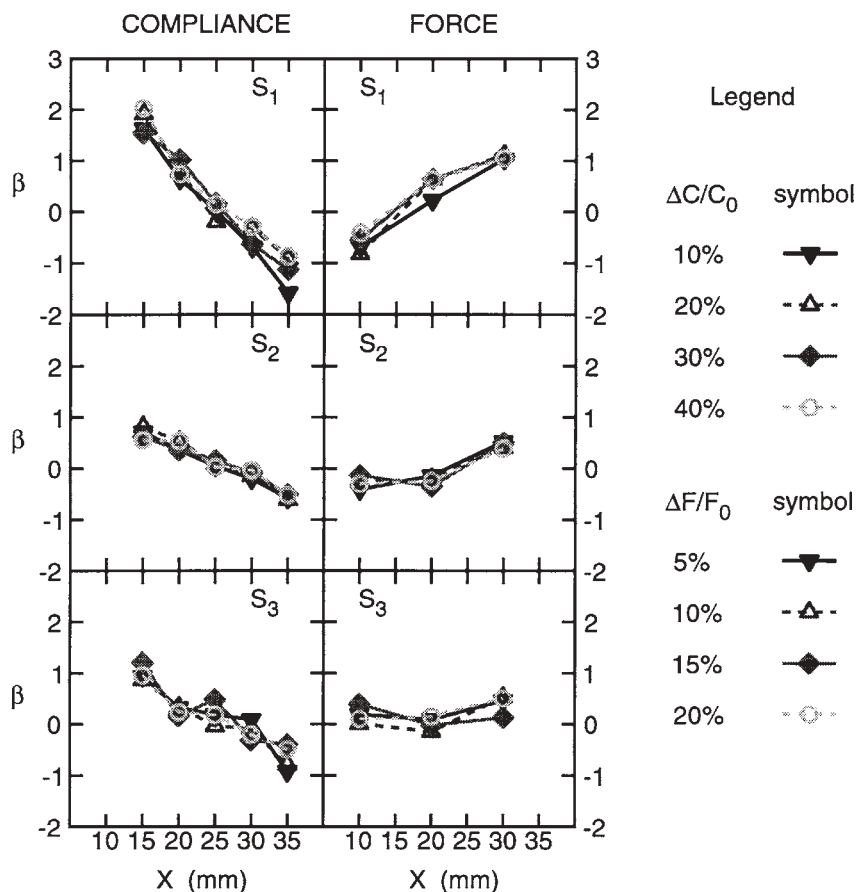 COMPLIANCE FORCE
3 S₁ S₁ 3
2 2
1 1
β 0 0
-1 -1
-2 -2
S₂ S₂
2 2
1 1
β 0 0
-1 -1
-2 -2
S₃ S₃
2 2
1 1
β 0 0
-1 -1
-2 -2
10 15 20 25 30 35 10 15 20 25 30 35
X (mm) X (mm)
Legend
ΔC/C₀ symbol
10%
20%
30%
40%
ΔF/F₀ symbol
5%
10%
15%
20%